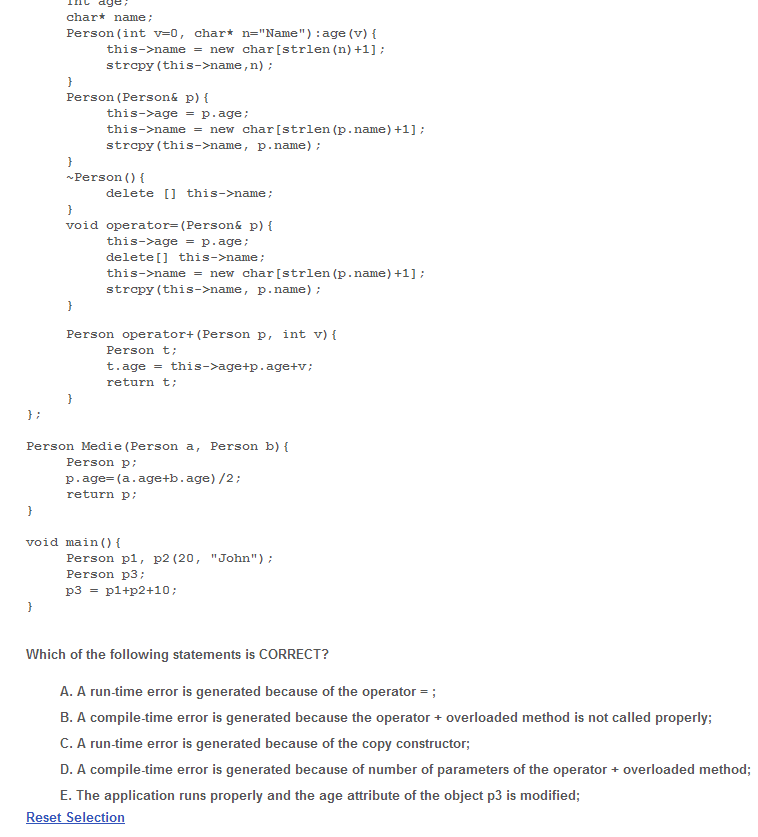 int age;
char* name;
Person(int v=0, char* n="Name"):age(v){
this->name = new char[strlen(n)+1];
strcpy(this->name,n);
}
Person(Person& p){
this->age = p.age;
this->name = new char[strlen(p.name)+1];
strcpy(this->name, p.name);
}
~Person(){
delete [] this->name;
}
void operator=(Person& p){
this->age = p.age;
delete[] this->name;
this->name = new char[strlen(p.name)+1];
strcpy(this->name, p.name);
}
Person operator+(Person p, int v){
Person t;
t.age = this->age+p.age+v;
return t;
}
};
Person Medie(Person a, Person b){
Person p;
p.age=(a.age+b.age)/2;
return p;
}
void main(){
Person p1, p2(20, "John");
Person p3;
p3 = p1+p2+10;
}
Which of the following statements is CORRECT?
A. A run-time error is generated because of the operator = ;
B. A compile-time error is generated because the operator + overloaded method is not called properly;
C. A run-time error is generated because of the copy constructor;
D. A compile-time error is generated because of number of parameters of the operator + overloaded method;
E. The application runs properly and the age attribute of the object p3 is modified;
Reset Selection